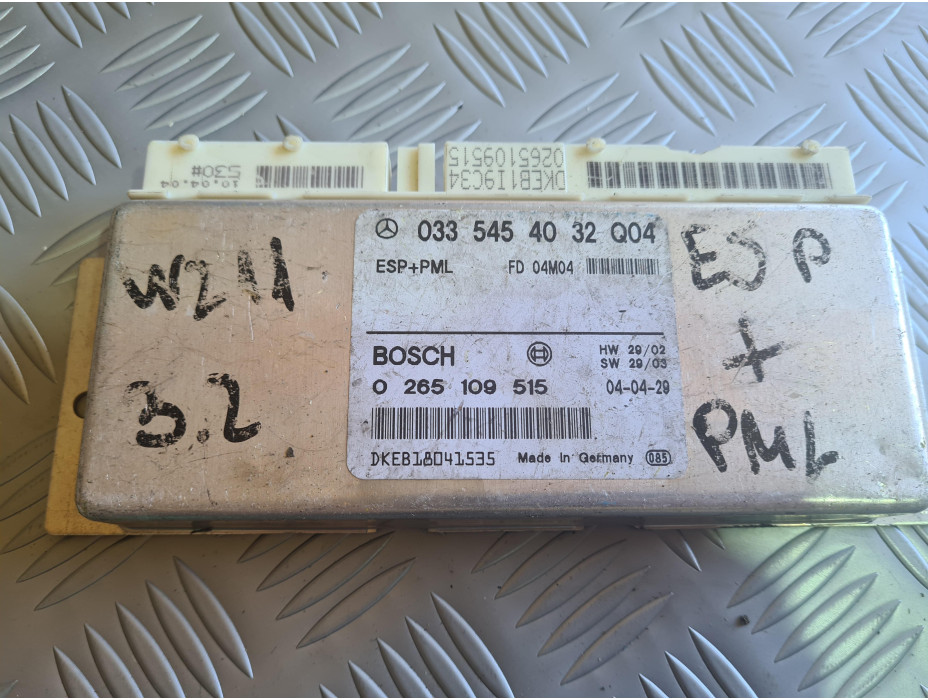 10.04.04
530#
DKEB1I9C34
0265109515
033 545 40 32 Q04
ESP+PML FD 04M04
BOSCH HW 29/02
SW 29/03
0 265 109 515 04-04-29
DKEB18041535 Made in Germany 085
W211
3.2
ESP
+
PML